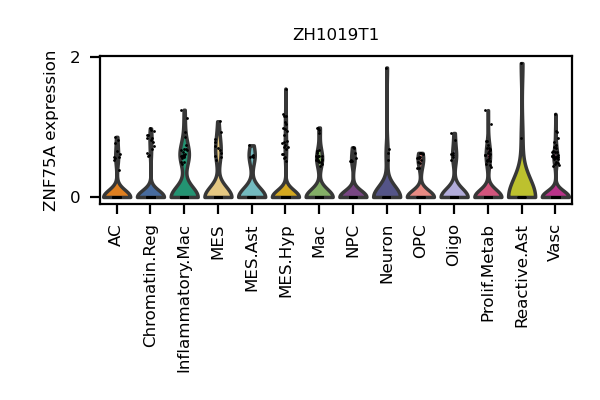 ZH1019T1
ZNF75A expression
2
0
AC
Chromatin.Reg
Inflammatory.Mac
MES
MES.Ast
MES.Hyp
Mac
NPC
Neuron
OPC
Oligo
Prolif.Metab
Reactive.Ast
Vasc